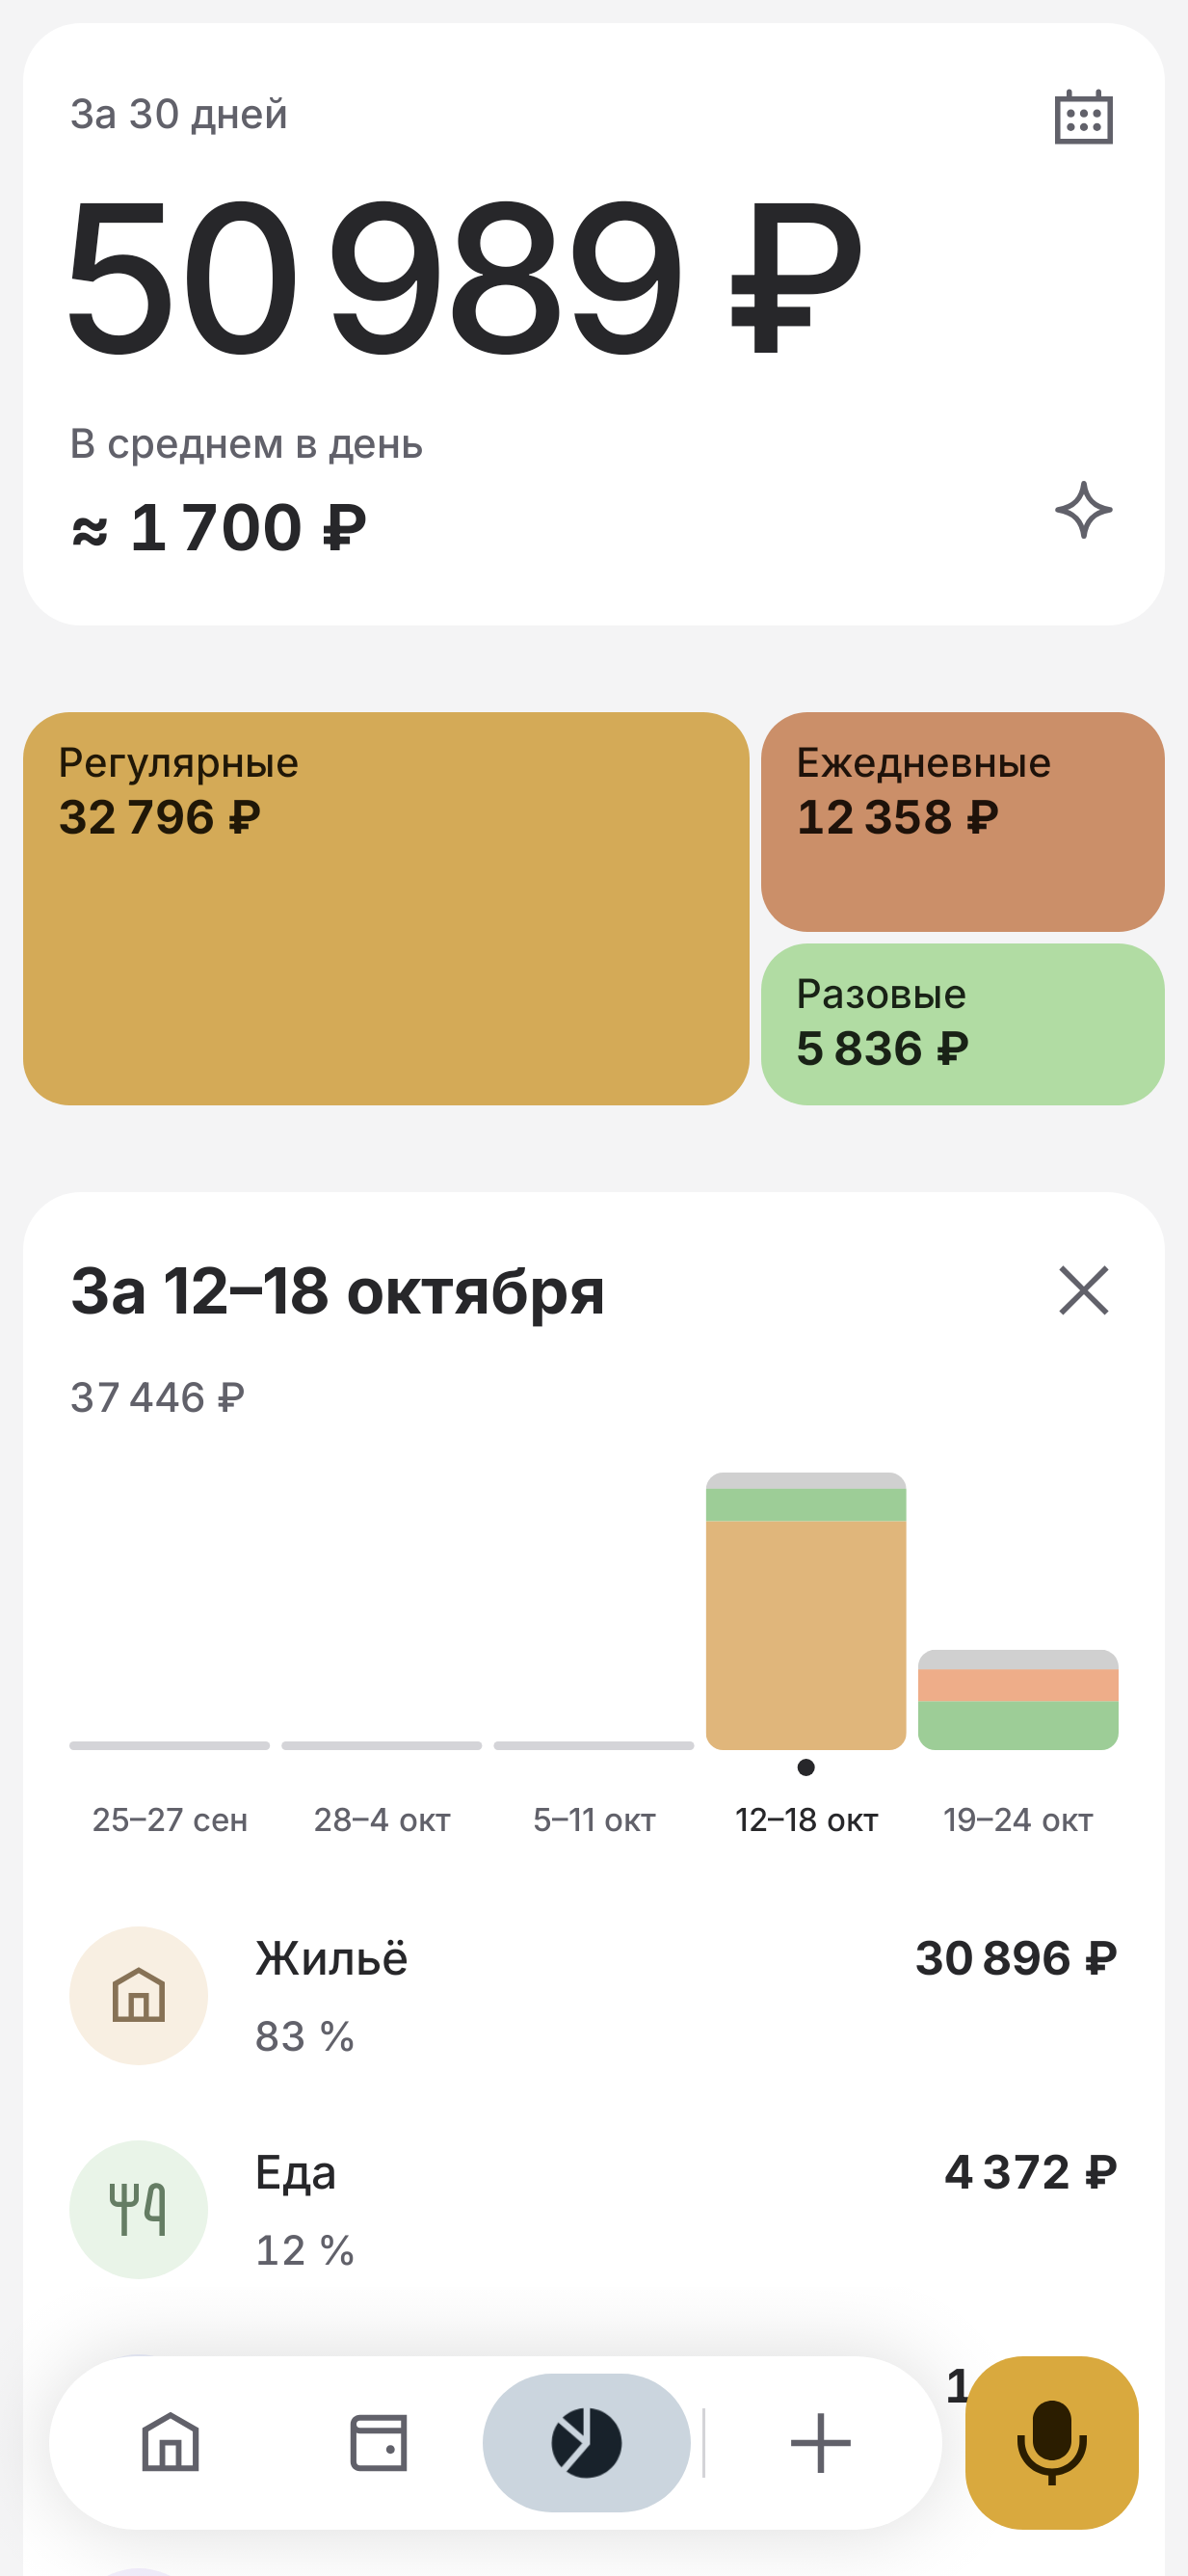 За 30 дней
50 989 ₽
В среднем в день
≈ 1 700 ₽
Регулярные
32 796 ₽
Ежедневные
12 358 ₽
Разовые
5 836 ₽
За 12–18 октября
37 446 ₽
25–27 сен
28–4 окт
5–11 окт
12–18 окт
19–24 окт
Жильё
30 896 ₽
83 %
Еда
4 372 ₽
12 %